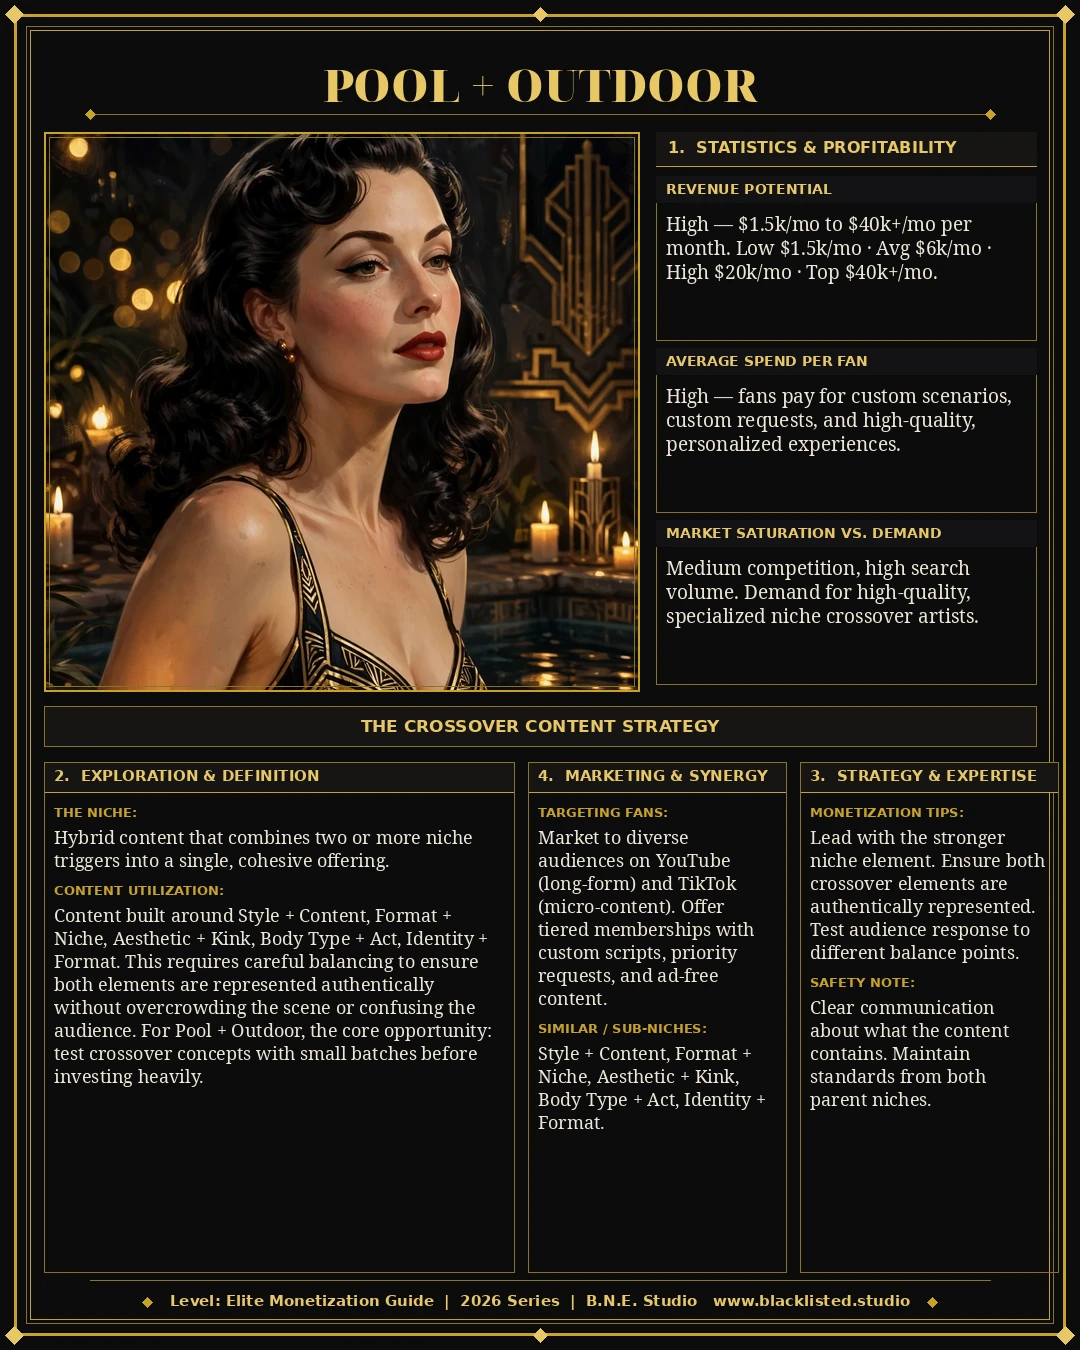 POOL + OUTDOOR
1. STATISTICS & PROFITABILITY
REVENUE POTENTIAL
High — $1.5k/mo to $40k+/mo per
month. Low $1.5k/mo · Avg $6k/mo ·
High $20k/mo · Top $40k+/mo.
AVERAGE SPEND PER FAN
High — fans pay for custom scenarios,
custom requests, and high-quality,
personalized experiences.
MARKET SATURATION VS. DEMAND
Medium competition, high search
volume. Demand for high-quality,
specialized niche crossover artists.
THE CROSSOVER CONTENT STRATEGY
2. EXPLORATION & DEFINITION
THE NICHE:
Hybrid content that combines two or more niche
triggers into a single, cohesive offering.
CONTENT UTILIZATION:
Content built around Style + Content, Format +
Niche, Aesthetic + Kink, Body Type + Act, Identity +
Format. This requires careful balancing to ensure
both elements are represented authentically
without overcrowding the scene or confusing the
audience. For Pool + Outdoor, the core opportunity:
test crossover concepts with small batches before
investing heavily.
4. MARKETING & SYNERGY
TARGETING FANS:
Market to diverse
audiences on YouTube
(long-form) and TikTok
(micro-content). Offer
tiered memberships with
custom scripts, priority
requests, and ad-free
content.
SIMILAR / SUB-NICHES:
Style + Content, Format +
Niche, Aesthetic + Kink,
Body Type + Act, Identity +
Format.
3. STRATEGY & EXPERTISE
MONETIZATION TIPS:
Lead with the stronger
niche element. Ensure both
crossover elements are
authentically represented.
Test audience response to
different balance points.
SAFETY NOTE:
Clear communication
about what the content
contains. Maintain
standards from both
parent niches.
Level: Elite Monetization Guide | 2026 Series | B.N.E. Studio www.blacklisted.studio